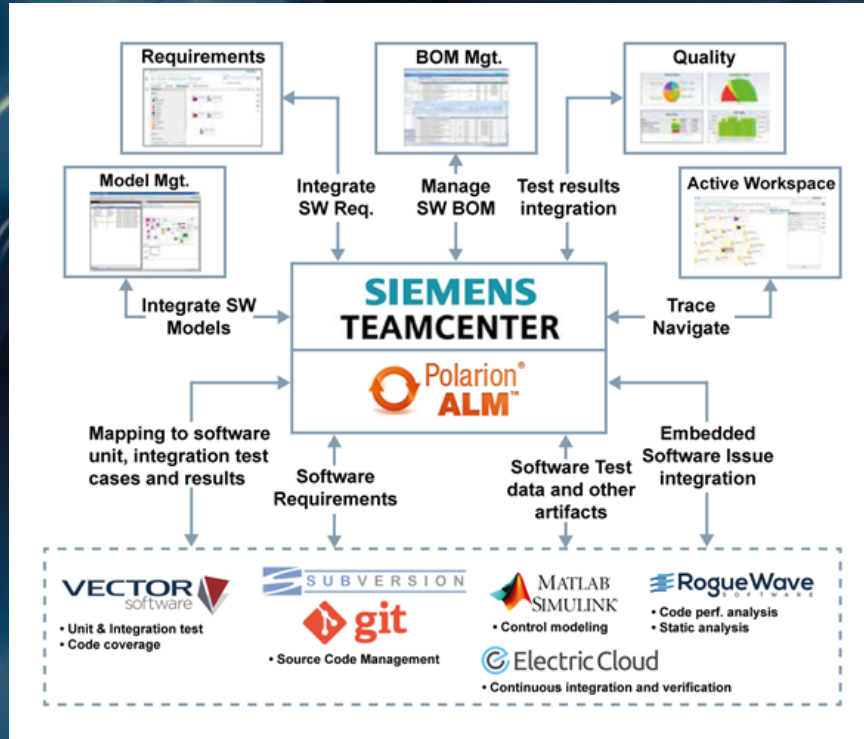 Requirements
BOM Mgt.
Quality
Model Mgt.
Active Workspace
Integrate
SW Req.
Manage
SW BOM
Test results
integration
Integrate SW
Models
SIEMENS
TEAMCENTER
Trace
Navigate
Polarion®
ALM™
Mapping to software
unit, integration test
cases and results
Software
Requirements
Software Test
data and other
artifacts
Embedded
Software Issue
integration
VECTOR
software
• Unit & Integration test
• Code coverage
SUBVERSION
git
• Source Code Management
MATLAB
SIMULINK®
• Control modeling
Electric Cloud
• Continuous integration and verification
RogueWave
SOFTWARE
• Code perf. analysis
• Static analysis